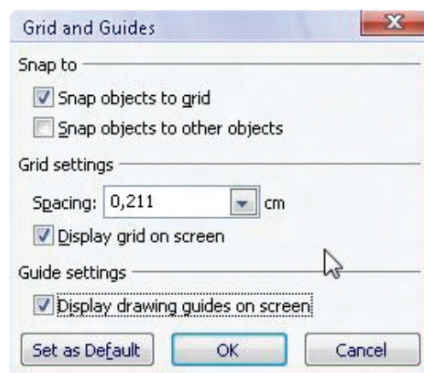 Grid and Guides
Snap to
Snap objects to grid
Snap objects to other objects
Grid settings
Spacing: 0,211 cm
Display grid on screen
Guide settings
Display drawing guides on screen
Set as Default OK Cancel